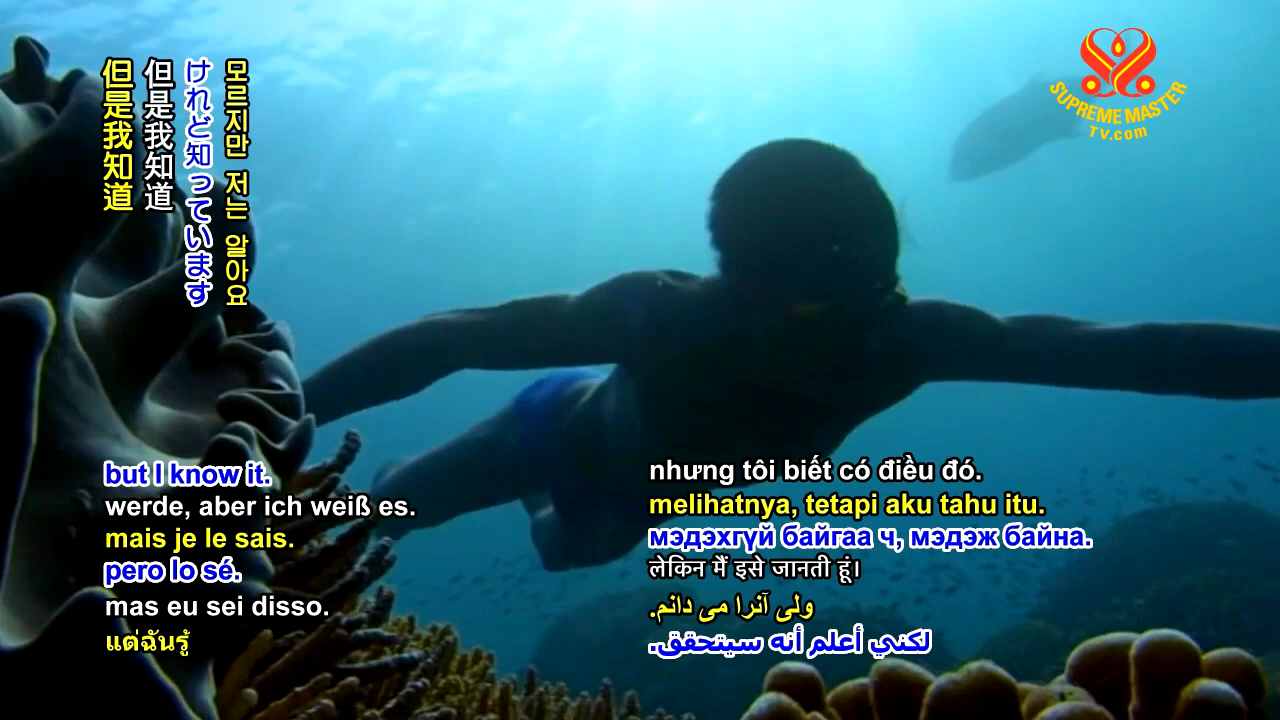 但是我知道
但是我知道
けれど知っています
모르지만 저는 알아요
SUPREME MASTER
TV.com
but I know it.
werde, aber ich weiß es.
mais je le sais.
pero lo sé.
mas eu sei disso.
แต่ฉันรู้
nhưng tôi biết có điều đó.
melihatnya, tetapi aku tahu itu.
мэдэхгүй байгаа ч, мэдэж байна.
लेकिन मैं इसे जानती हूं।
ولی آنرا می دانم.
لكنني أعلم أنه سيتحقق.